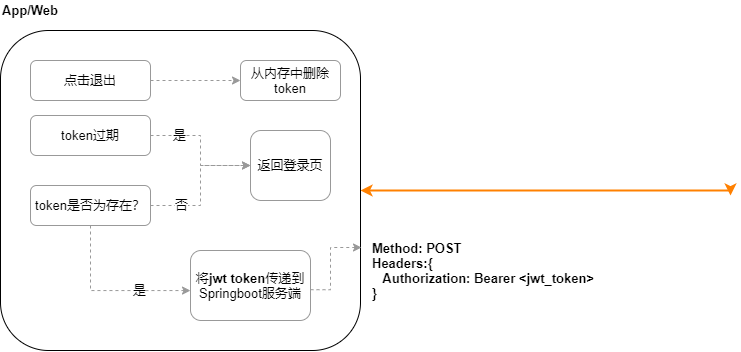 App/Web
点击退出
从内存中删除
token
token过期
是
返回登录页
token是否为存在?
否
将jwt token传递到
Springboot服务端
是
Method: POST
Headers:{
Authorization: Bearer <jwt_token>
}